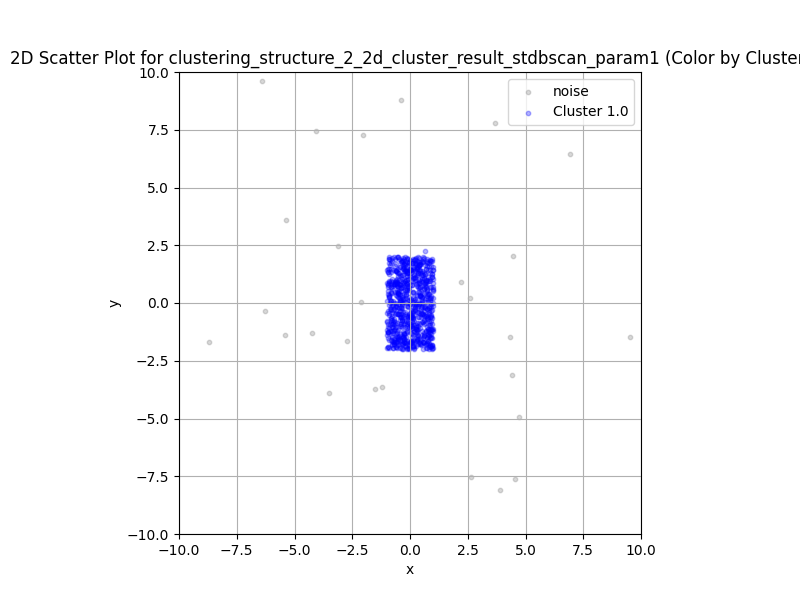 2D Scatter Plot for clustering_structure_2_2d_cluster_result_stdbscan_param1 (Color by Cluster
noise
Cluster 1.0
10.0
7.5
5.0
2.5
0.0
−2.5
−5.0
−7.5
−10.0
y
−10.0 −7.5 −5.0 −2.5 0.0 2.5 5.0 7.5 10.0
x